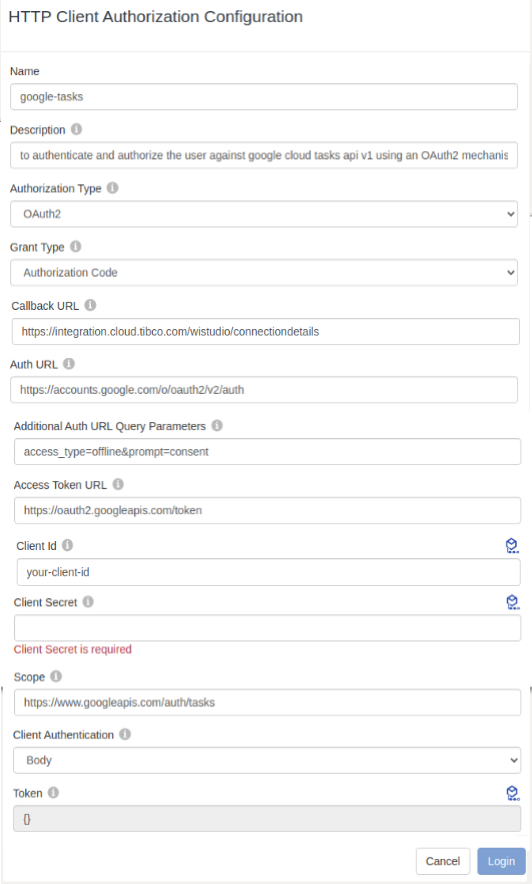 HTTP Client Authorization Configuration
Name
google-tasks
Description
to authenticate and authorize the user against google cloud tasks api v1 using an OAuth2 mechanis
Authorization Type
OAuth2
Grant Type
Authorization Code
Callback URL
https://integration.cloud.tibco.com/wistudio/connectiondetails
Auth URL
https://accounts.google.com/o/oauth2/v2/auth
Additional Auth URL Query Parameters
access_type=offline&prompt=consent
Access Token URL
https://oauth2.googleapis.com/token
Client Id
your-client-id
Client Secret
Client Secret is required
Scope
https://www.googleapis.com/auth/tasks
Client Authentication
Body
Token
{}
Cancel Login